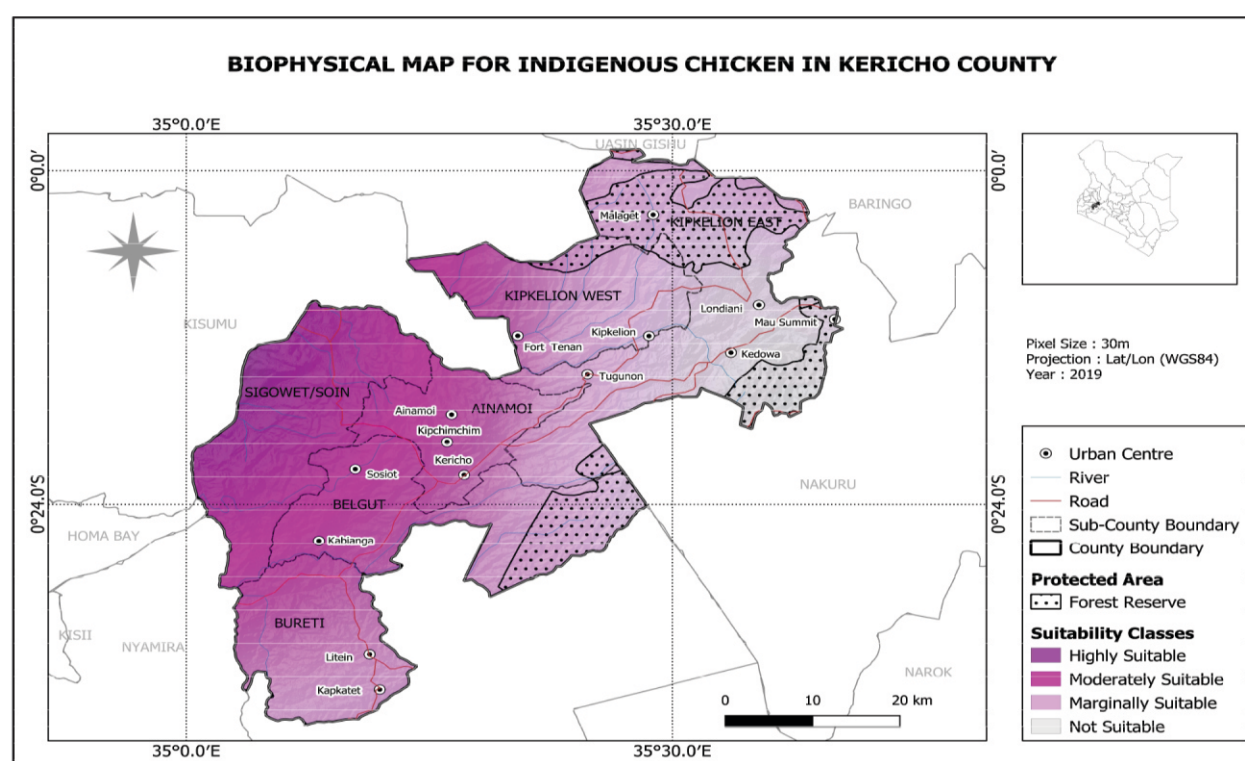 BIOPHYSICAL MAP FOR INDIGENOUS CHICKEN IN KERICHO COUNTY
35°0.0'E
35°30.0'E
UASIN GISHU
0°0.0'
0°0.0'
BARINGO
Malaget
KIPKELION EAST
KIPKELION WEST
Londiani
Mau Summit
KISUMU
Fort Tenan
Kipkelion
Kedowa
Tugunon
SIGOWET/SOIN
Ainamoi
AINAMOI
Kipchimchim
Kericho
Sosiot
NAKURU
BELGUT
0°24.0'S
0°24.0'S
HOMA BAY
Kabianga
BURETI
KISII
NYAMIRA
Litein
NAROK
Kapkatet
0
10
20 km
35°0.0'E
35°30.0'E
Pixel Size : 30m
Projection : Lat/Lon (WGS84)
Year : 2019
Urban Centre
River
Road
Sub-County Boundary
County Boundary
Protected Area
Forest Reserve
Suitability Classes
Highly Suitable
Moderately Suitable
Marginally Suitable
Not Suitable